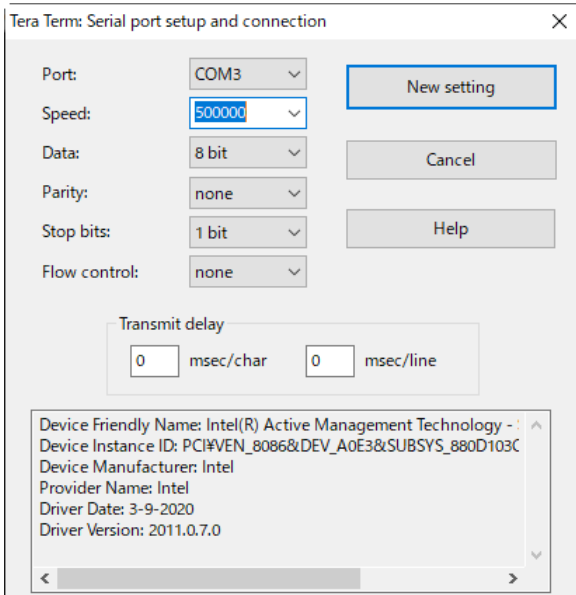 Tera Term: Serial port setup and connection
Port: COM3 New setting
Speed: 500000
Data: 8 bit Cancel
Parity: none
Stop bits: 1 bit Help
Flow control: none
Transmit delay
0 msec/char 0 msec/line
Device Friendly Name: Intel(R) Active Management Technology -
Device Instance ID: PCI¥VEN_8086&DEV_A0E3&SUBSYS_880D103C
Device Manufacturer: Intel
Provider Name: Intel
Driver Date: 3-9-2020
Driver Version: 2011.0.7.0